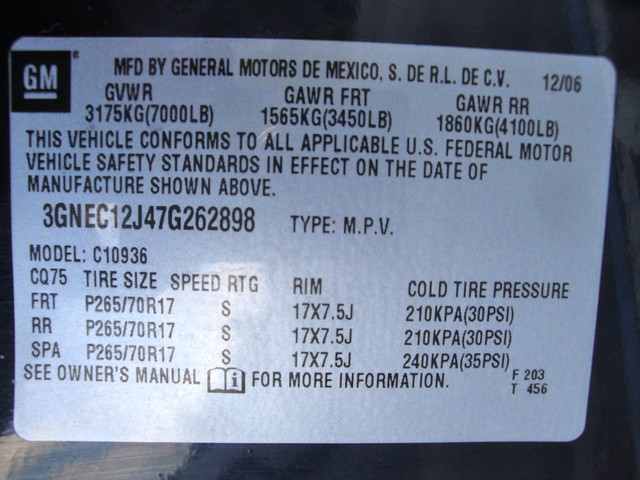 GM ®
MFD BY GENERAL MOTORS DE MEXICO, S. DE R.L. DE C.V. 12/06
GVWR GAWR FRT GAWR RR
3175KG(7000LB) 1565KG(3450LB) 1860KG(4100LB)
THIS VEHICLE CONFORMS TO ALL APPLICABLE U.S. FEDERAL MOTOR
VEHICLE SAFETY STANDARDS IN EFFECT ON THE DATE OF
MANUFACTURE SHOWN ABOVE.
3GNEC12J47G262898 TYPE: M.P.V.
MODEL: C10936
CQ75 TIRE SIZE SPEED RTG RIM COLD TIRE PRESSURE
FRT P265/70R17 S 17X7.5J 210KPA(30PSI)
RR P265/70R17 S 17X7.5J 210KPA(30PSI)
SPA P265/70R17 S 17X7.5J 240KPA(35PSI)
SEE OWNER'S MANUAL i FOR MORE INFORMATION. F 203
T 456